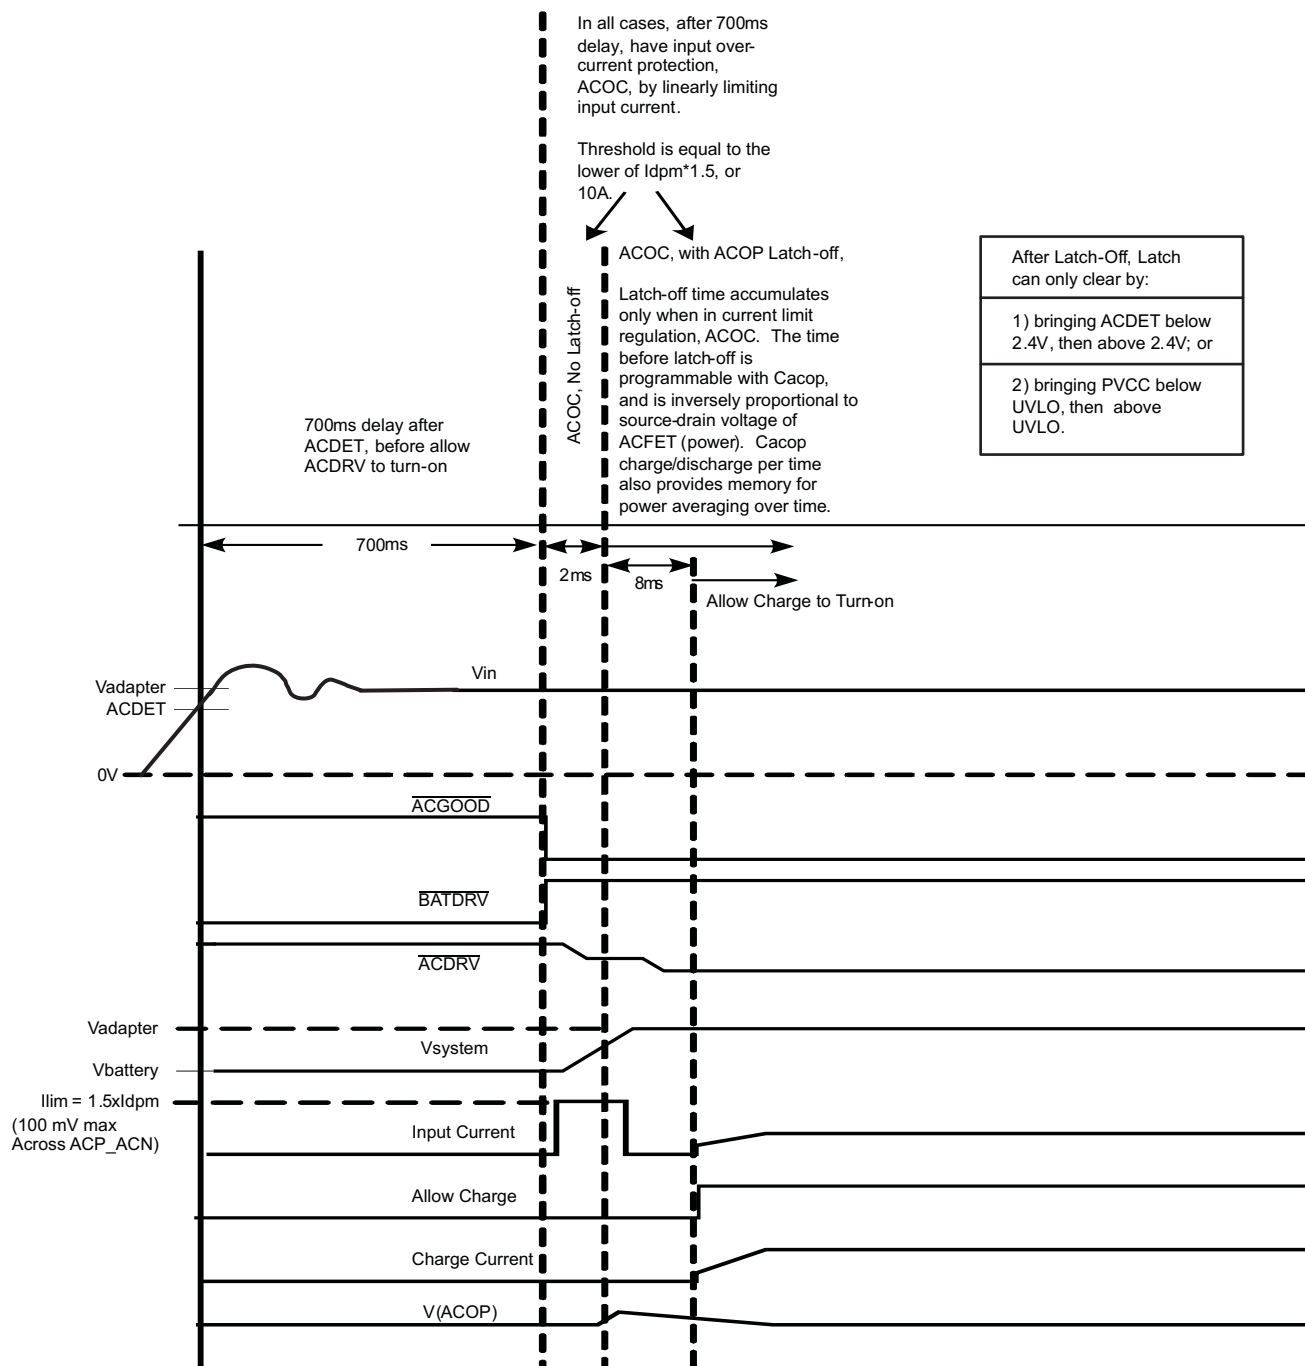 In all cases, after 700ms
delay, have input over-
current protection,
ACOC, by linearly limiting
input current.
Threshold is equal to the
lower of Idpm*1.5, or
10A.
ACOC, No Latch-off
ACOC, with ACOP Latch-off,
Latch-off time accumulates
only when in current limit
regulation, ACOC. The time
before latch-off is
programmable with Cacop,
and is inversely proportional to
source-drain voltage of
ACFET (power). Cacop
charge/discharge per time
also provides memory for
power averaging over time.
After Latch-Off, Latch
can only clear by:
1) bringing ACDET below
2.4V, then above 2.4V; or
2) bringing PVCC below
UVLO, then above
UVLO.
700ms delay after
ACDET, before allow
ACDRV to turn-on
700ms
2ms
8ms
Allow Charge to Turn-on
Vin
Vadapter
ACDET
0V
ACGOOD
BATDRV
ACDRV
Vadapter
Vsystem
Vbattery
Ilim = 1.5xIdpm
(100 mV max
Across ACP_ACN)
Input Current
Allow Charge
Charge Current
V(ACOP)